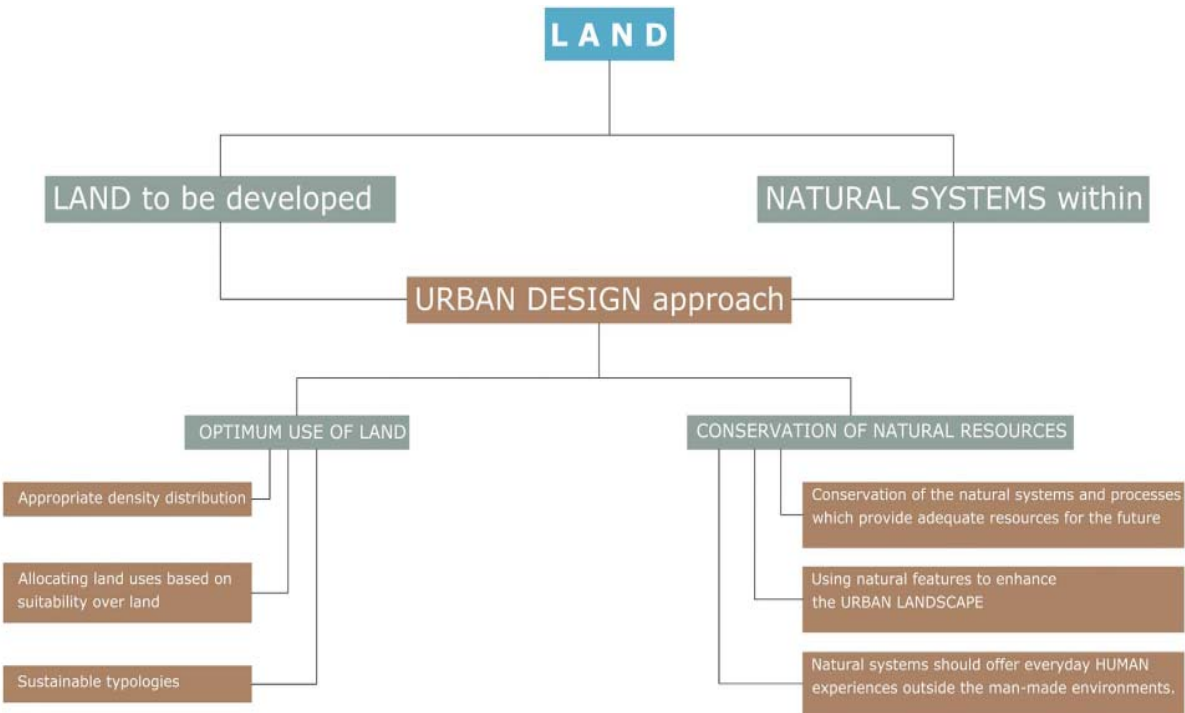 LAND
LAND to be developed
NATURAL SYSTEMS within
URBAN DESIGN approach
OPTIMUM USE OF LAND
CONSERVATION OF NATURAL RESOURCES
Appropriate density distribution
Allocating land uses based on
suitability over land
Sustainable typologies
Conservation of the natural systems and processes
which provide adequate resources for the future
Using natural features to enhance
the URBAN LANDSCAPE
Natural systems should offer everyday HUMAN
experiences outside the man-made environments.